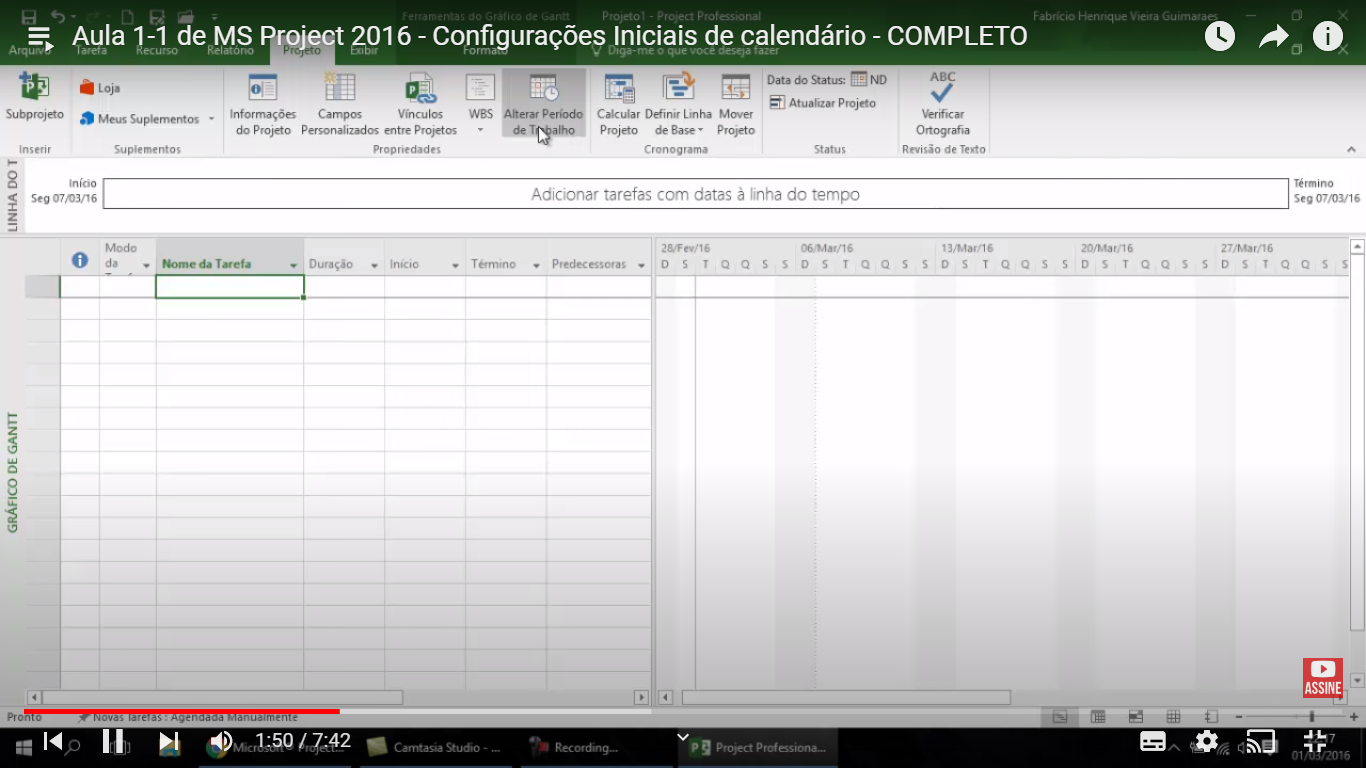 Ferramentas do Gráfico de Gantt
Projeto1 - Project Professional
Fabrício Henrique Vieira Guimaraes
Aula 1-1 de MS Project 2016 - Configurações Iniciais de calendário - COMPLETO
Arquivo Tarefa Recurso Relatório Projeto Exibir Formato Diga-me o que você deseja fazer
Subprojeto
Loja
Meus Suplementos
Informações do Projeto
Campos Personalizados
Vínculos entre Projetos
WBS
Alterar Período de Trabalho
Calcular Projeto
Definir Linha de Base
Mover Projeto
Data do Status: ND
Atualizar Projeto
ABC
Verificar Ortografia
Inserir Suplementos Propriedades Cronograma Status Revisão de Texto
LINHA DO T
Início
Seg 07/03/16
Adicionar tarefas com datas à linha do tempo
Término
Seg 07/03/16
Modo da
Nome da Tarefa Duração Início Término Predecessoras
28/Fev/16 06/Mar/16 13/Mar/16 20/Mar/16 27/Mar/16
D S T Q Q S S D S T Q Q S S D S T Q Q S S D S T Q Q S S D S T Q Q S S
GRÁFICO DE GANTT
ASSINE
Pronto Novas Tarefas : Agendada Manualmente
1:50 / 7:42
Microsoft - Project...
Camtasia Studio - ...
Recording...
Project Professiona...
01/03/2016